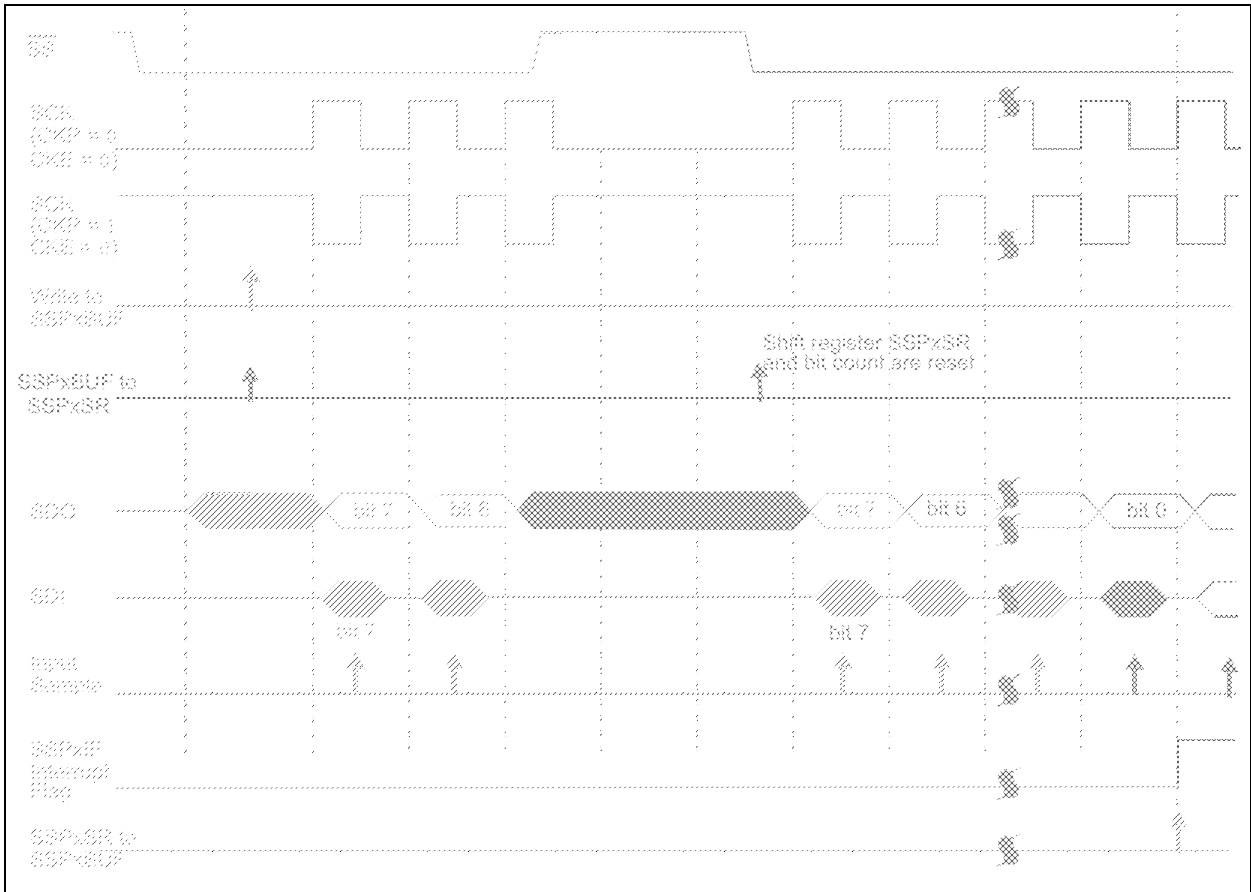 SS
SCK
(CKP = 0
CKE = 0)
SCK
(CKP = 1
CKE = 0)
Write to
SSPxBUF
Shift register SSPxSR
and bit count are reset
SSPxBUF to
SSPxSR
SDO
bit 7
bit 6
bit 7
bit 6
bit 0
SDI
bit 7
bit 7
Input
Sample
SSPxIF
Interrupt
Flag
SSPxSR to
SSPxBUF